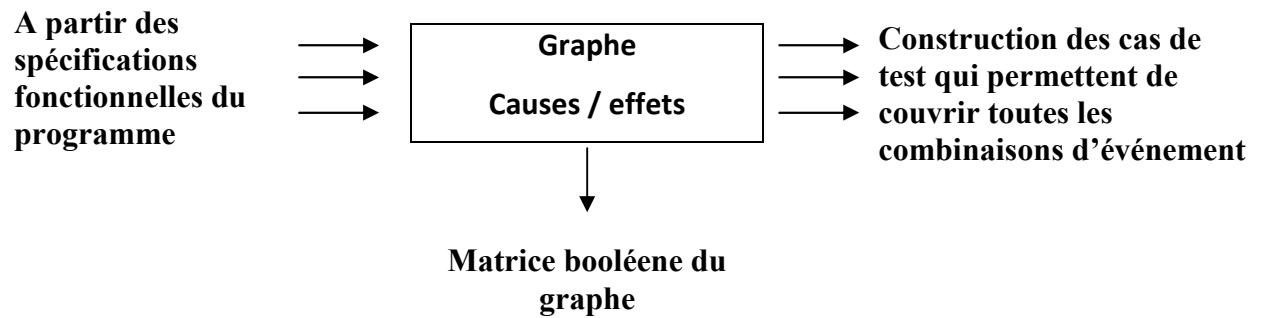 A partir des
spécifications
fonctionnelles du
programme
Graphe
Causes / effets
Construction des cas de
test qui permettent de
couvrir toutes les
combinaisons d’événement
Matrice booléene du
graphe